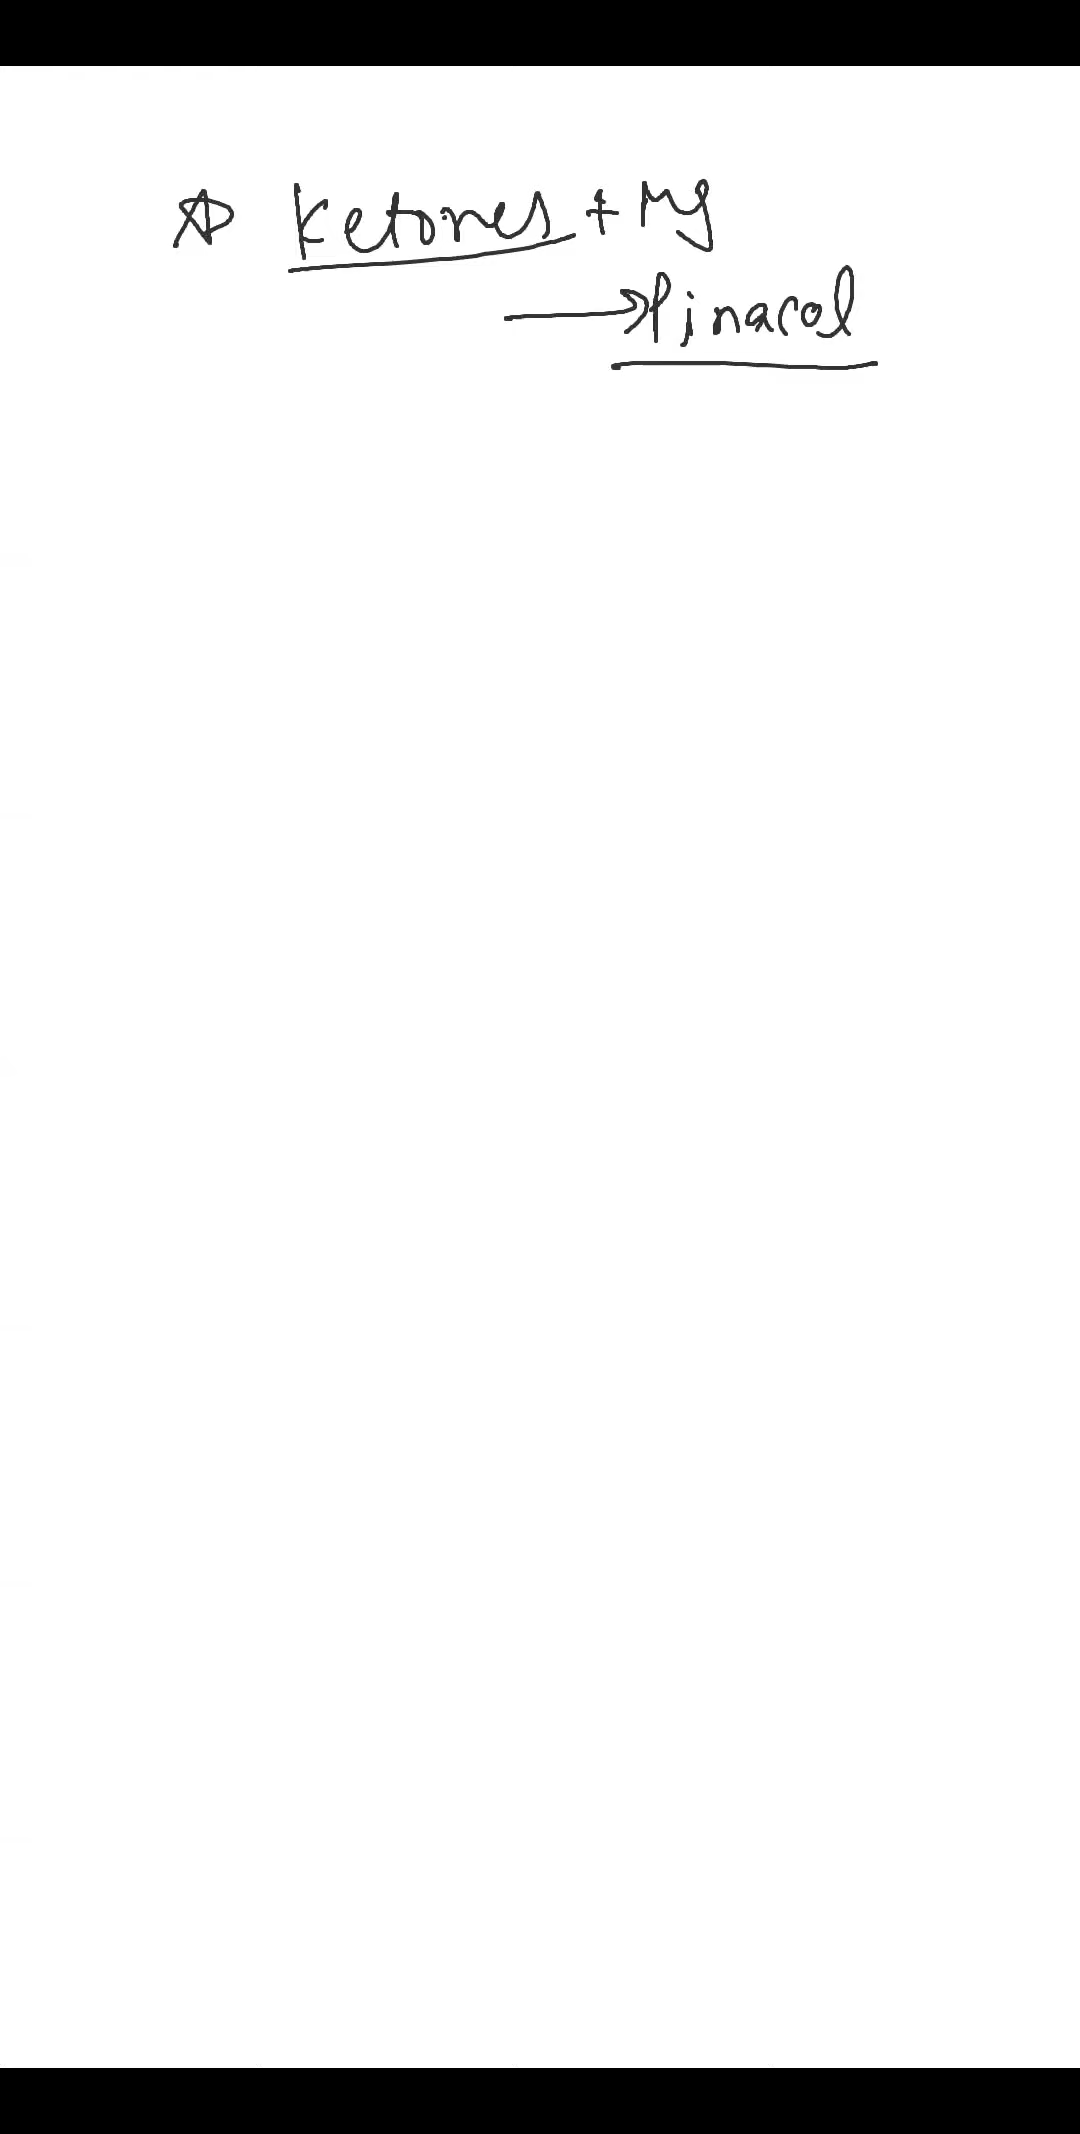 Ketones + Mg
→ Pinacol